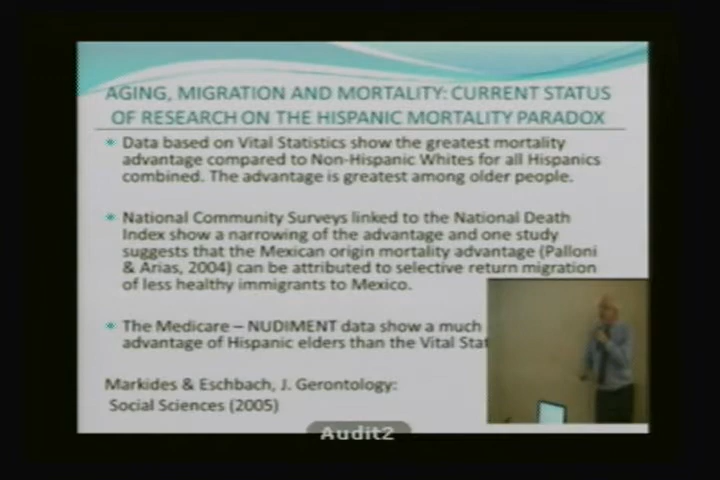 AGING, MIGRATION AND MORTALITY: CURRENT STATUS
OF RESEARCH ON THE HISPANIC MORTALITY PARADOX
Data based on Vital Statistics show the greatest mortality
advantage compared to Non-Hispanic Whites for all Hispanics
combined. The advantage is greatest among older people.
National Community Surveys linked to the National Death
Index show a narrowing of the advantage and one study
suggests that the Mexican origin mortality advantage (Palloni
& Arias, 2004) can be attributed to selective return migration
of less healthy immigrants to Mexico.
The Medicare – NUDIMENT data show a much
advantage of Hispanic elders than the Vital Stat
Markides & Eschbach, J. Gerontology:
Social Sciences (2005)
Audit2